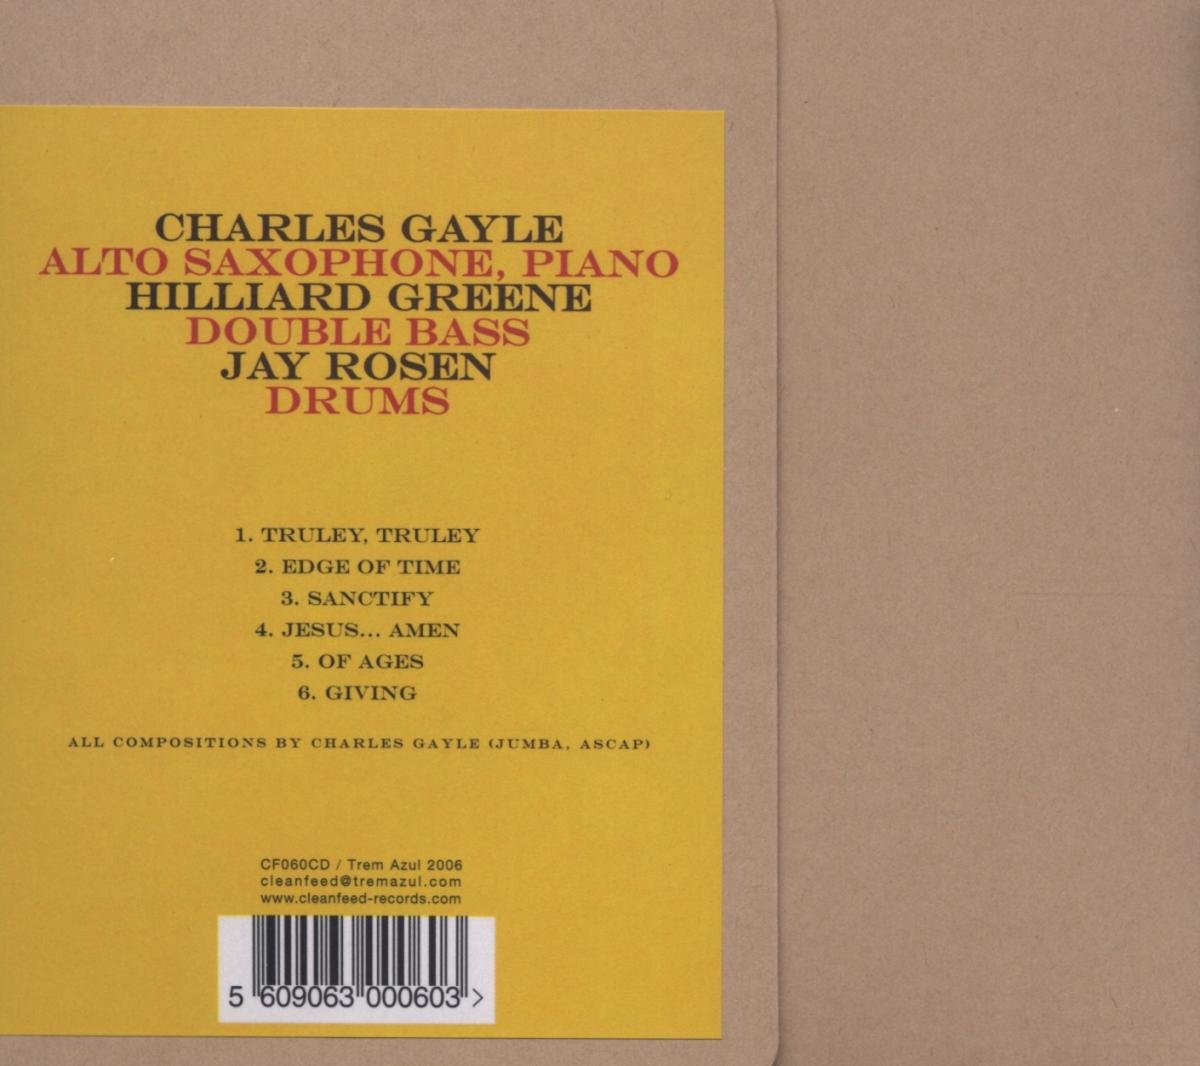 CHARLES GAYLE
ALTO SAXOPHONE, PIANO
HILLIARD GREENE
DOUBLE BASS
JAY ROSEN
DRUMS
1. TRULEY, TRULEY
2. EDGE OF TIME
3. SANCTIFY
4. JESUS... AMEN
5. OF AGES
6. GIVING
ALL COMPOSITIONS BY CHARLES GAYLE (JUMBA, ASCAP)
CF060CD / Trem Azul 2006
cleanfeed@tremazul.com
www.cleanfeed-records.com
5 609063 000603 >